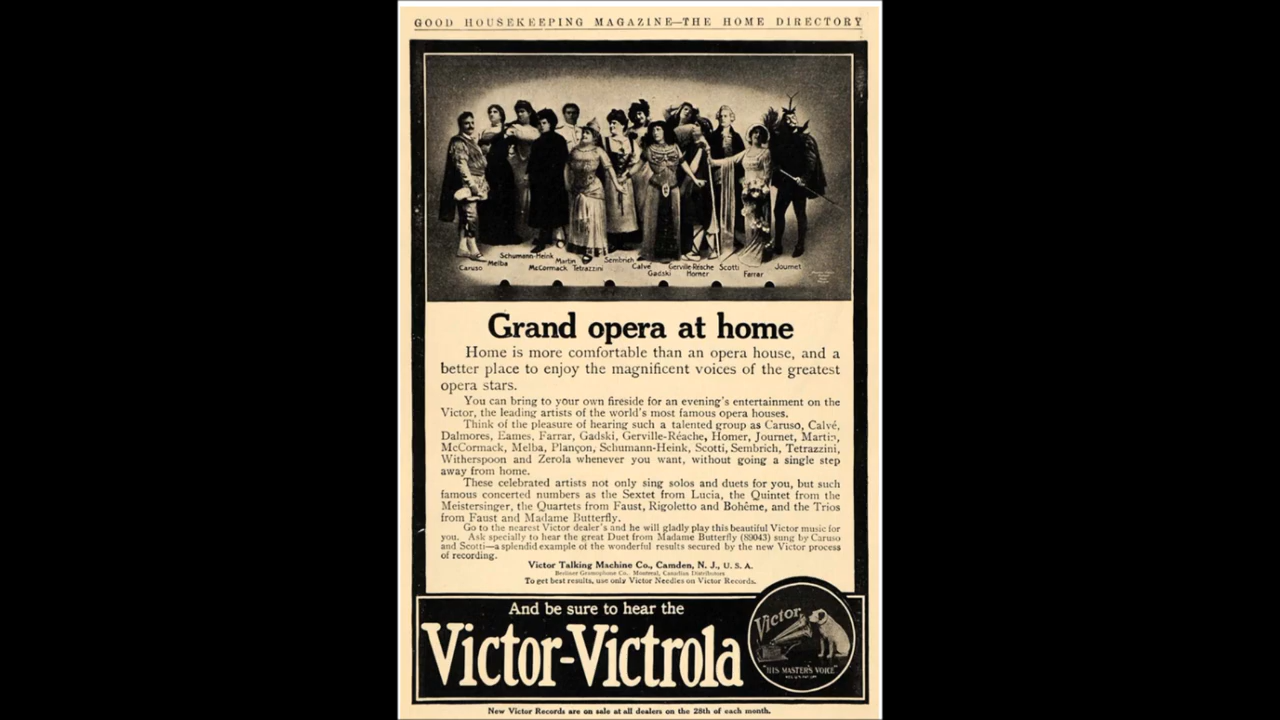 GOOD HOUSEKEEPING MAGAZINE—THE HOME DIRECTORY
Caruso
Melba
Schumann-Heink
McCormack
Martin
Tetrazzini
Sembrich
Calvé
Gadski
Gerville-Réache
Homer
Scotti
Farrar
Journet
Grand opera at home
Home is more comfortable than an opera house, and a
better place to enjoy the magnificent voices of the greatest
opera stars.
You can bring to your own fireside for an evening's entertainment on the
Victor, the leading artists of the world's most famous opera houses.
Think of the pleasure of hearing such a talented group as Caruso, Calvé,
Dalmores, Eames, Farrar, Gadski, Gerville-Réache, Homer, Journet, Martin,
McCormack, Melba, Plançon, Schumann-Heink, Scotti, Sembrich, Tetrazzini,
Witherspoon and Zerola whenever you want, without going a single step
away from home.
These celebrated artists not only sing solos and duets for you, but such
famous concerted numbers as the Sextet from Lucia, the Quintet from the
Meistersinger, the Quartets from Faust, Rigoletto and Bohême, and the Trios
from Faust and Madame Butterfly.
Go to the nearest Victor dealer's and he will gladly play this beautiful Victor music for
you. Ask specially to hear the great Duet from Madame Butterfly (89043) sung by Caruso
and Scotti—a splendid example of the wonderful results secured by the new Victor process
of recording.
Victor Talking Machine Co., Camden, N. J., U. S. A.
Berliner Gramophone Co., Montreal, Canadian Distributors
To get best results, use only Victor Needles on Victor Records.
And be sure to hear the
Victor-Victrola
Victor
"HIS MASTER'S VOICE"
New Victor Records are on sale at all dealers on the 28th of each month.